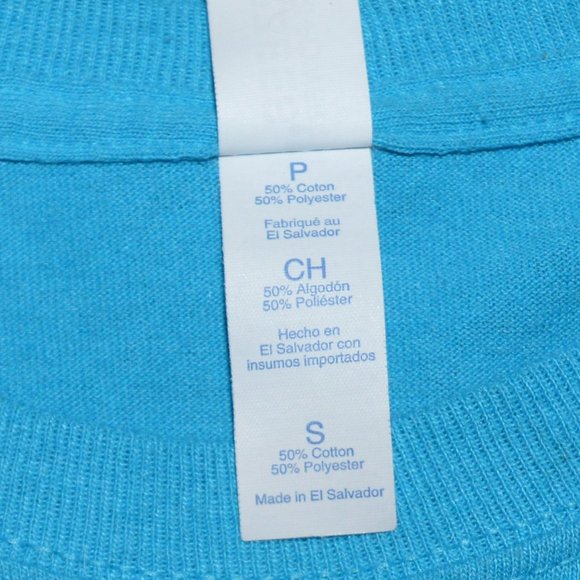 P
50% Coton
50% Polyester
Fabriqué au
El Salvador
CH
50% Algodón
50% Poliéster
Hecho en
El Salvador con
insumos importados
S
50% Cotton
50% Polyester
Made in El Salvador